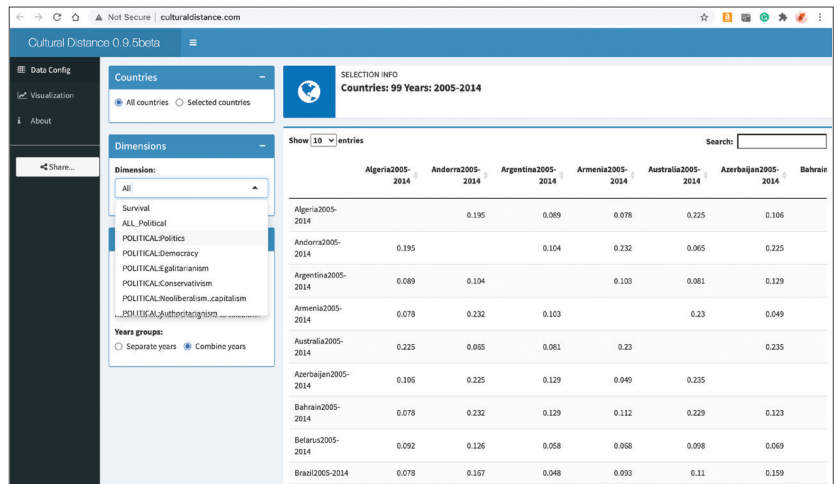 Not Secure | culturaldistance.com
Cultural Distance 0.9.5beta
Data Config
Visualization
i About
Share...
Countries
All countries Selected countries
Dimensions
Dimension:
All
Survival
ALL_Political
POLITICAL:Politics
POLITICAL:Democracy
POLITICAL:Egalitarianism
POLITICAL:Conservativism
POLITICAL:Neoliberalism..capitalism
POLITICAL:Authoritarianism
Years groups:
Separate years Combine years
SELECTION INFO
Countries: 99 Years: 2005-2014
Show 10 entries Search:
Algeria2005-2014 Andorra2005-2014 Argentina2005-2014 Armenia2005-2014 Australia2005-2014 Azerbaijan2005-2014 Bahrain
Algeria2005-2014 0.195 0.089 0.078 0.225 0.106
Andorra2005-2014 0.195 0.104 0.232 0.065 0.225
Argentina2005-2014 0.089 0.104 0.103 0.081 0.129
Armenia2005-2014 0.078 0.232 0.103 0.23 0.049
Australia2005-2014 0.225 0.065 0.081 0.23 0.235
Azerbaijan2005-2014 0.106 0.225 0.129 0.049 0.235
Bahrain2005-2014 0.078 0.232 0.129 0.112 0.229 0.123
Belarus2005-2014 0.092 0.126 0.058 0.068 0.098 0.069
Brazil2005-2014 0.078 0.167 0.048 0.093 0.11 0.159